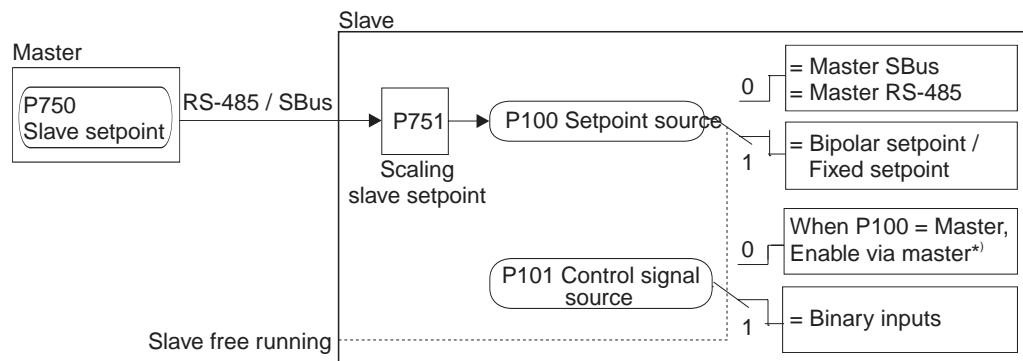 Slave
Master
P750
Slave setpoint
RS-485 / SBus
P751
Scaling
slave setpoint
P100 Setpoint source
0
= Master SBus
= Master RS-485
1
= Bipolar setpoint /
Fixed setpoint
P101 Control signal
source
0
When P100 = Master,
Enable via master*)
1
= Binary inputs
Slave free running